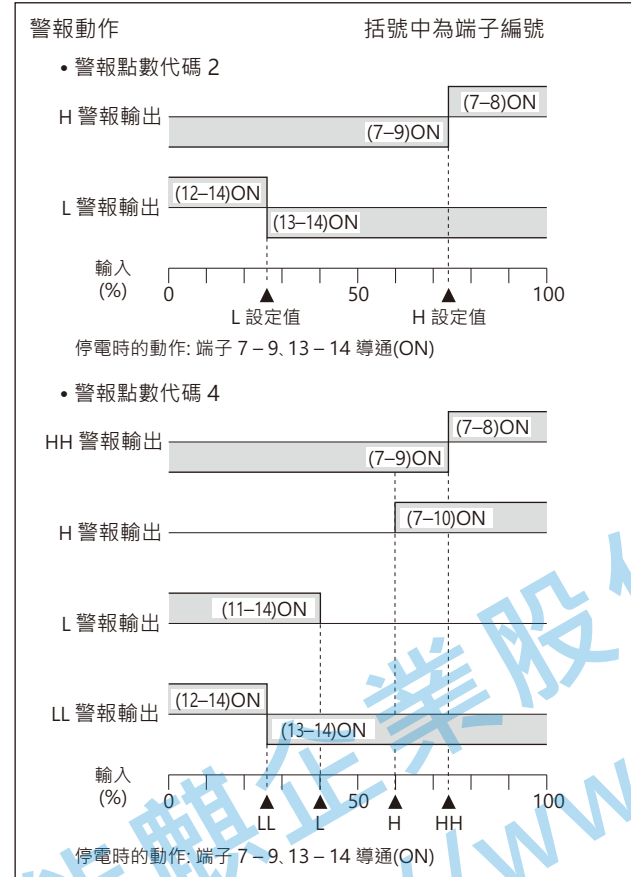 警報動作 括號中為端子編號
• 警報點數代碼 2
H 警報輸出 (7–9)ON (7–8)ON
L 警報輸出 (12–14)ON (13–14)ON
輸入 (%) 0 50 100
L 設定值 H 設定值
停電時的動作: 端子 7 – 9、13 – 14 導通(ON)
• 警報點數代碼 4
HH 警報輸出 (7–9)ON (7–8)ON
H 警報輸出 (7–10)ON
L 警報輸出 (11–14)ON
LL 警報輸出 (12–14)ON (13–14)ON
輸入 (%) 0 50 100
LL L H HH
停電時的動作: 端子 7 – 9、13 – 14 導通(ON)
麒企業股
//www